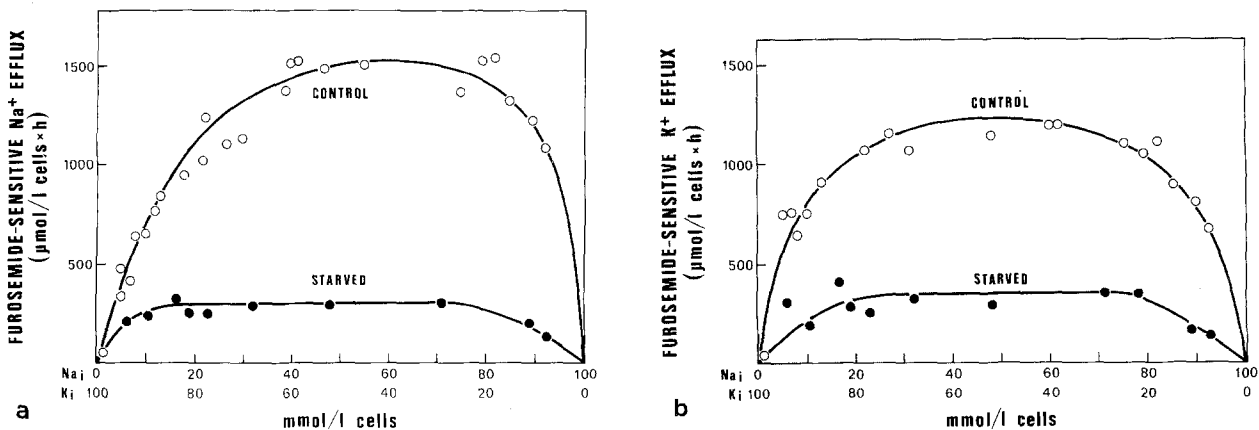 FUROSEMIDE-SENSITIVE Na+ EFFLUX
(μmol/l cells×h)
1500
1000
500
CONTROL
STARVED
0 20 40 60 80 100
Nai
Ki 100 80 60 40 20 0
mmol/l cells
a
FUROSEMIDE-SENSITIVE K+ EFFLUX
(μmol/l cells×h)
1500
1000
500
CONTROL
STARVED
0 20 40 60 80 100
Nai
Ki 100 80 60 40 20 0
mmol/l cells
b